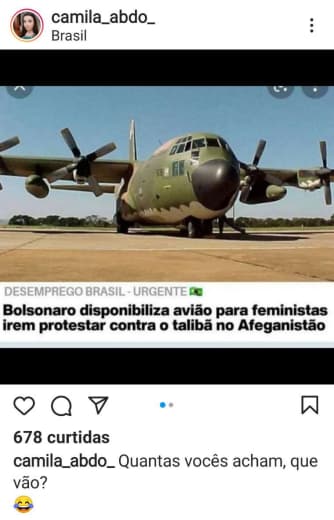 camila_abdo_
Brasil
DESEMPREGO BRASIL - URGENTE
Bolsonaro disponibiliza avião para feministas
irem protestar contra o talibã no Afeganistão
678 curtidas
camila_abdo_ Quantas vocês acham, que
vão?
😂